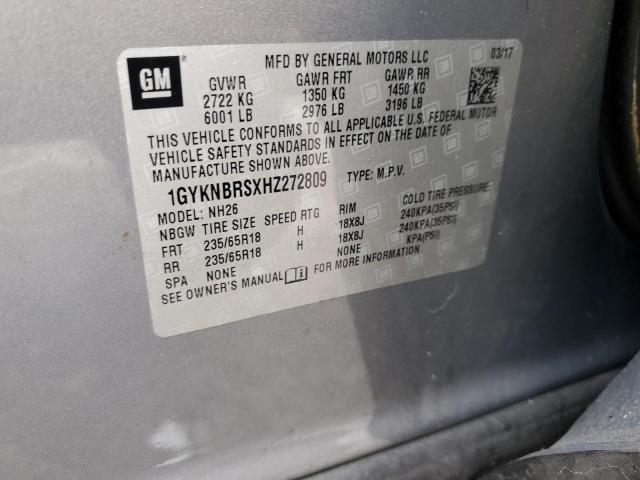 GM
MFD BY GENERAL MOTORS LLC 03/17
GVWR GAWR FRT GAWR RR
2722 KG 1350 KG 1450 KG
6001 LB 2976 LB 3196 LB
THIS VEHICLE CONFORMS TO ALL APPLICABLE U.S. FEDERAL MOTOR
VEHICLE SAFETY STANDARDS IN EFFECT ON THE DATE OF
MANUFACTURE SHOWN ABOVE.
1GYKNBRSXHZ272809 TYPE: M.P.V.
MODEL: NH26
NBGW TIRE SIZE SPEED RTG RIM COLD TIRE PRESSURE:
FRT 235/65R18 H 18X8J 240KPA(35PSI)
RR 235/65R18 H 18X8J 240KPA(35PSI)
SPA NONE KPA(PSI)
SEE OWNER'S MANUAL i FOR MORE INFORMATION.
NONE